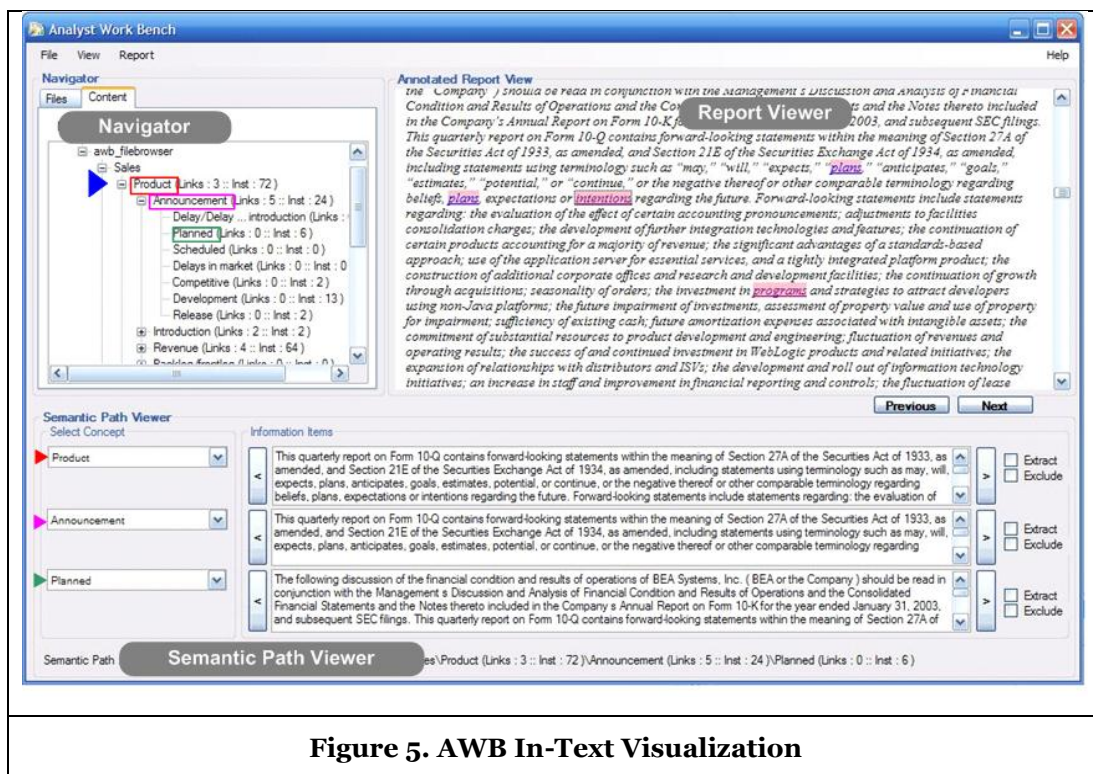 Analyst Work Bench
File View Report Help
Navigator
Files Content
Navigator
awb_filebrowser
Sales
Product (Links : 3 :: Inst : 72 )
Announcement (Links : 5 :: Inst : 24 )
Delay/Delay ... introduction (Links :
Planned (Links : 0 :: Inst : 6 )
Scheduled (Links : 0 :: Inst : 0 )
Delays in market (Links : 0 :: Inst : 0
Competitive (Links : 0 :: Inst : 2 )
Development (Links : 0 :: Inst : 13 )
Release (Links : 0 :: Inst : 2 )
Introduction (Links : 2 :: Inst : 2 )
Revenue (Links : 4 :: Inst : 64 )
Annotated Report View
the "Company") should be read in conjunction with the Management's Discussion and Analysis of Financial
Condition and Results of Operations and the Con ts and the Notes thereto included
in the Company's Annual Report on Form 10-K fo 2003, and subsequent SEC filings.
Report Viewer
This quarterly report on Form 10-Q contains forward-looking statements within the meaning of Section 27A of
the Securities Act of 1933, as amended, and Section 21E of the Securities Exchange Act of 1934, as amended,
including statements using terminology such as "may," "will," "expects," "plans," "anticipates," "goals,"
"estimates," "potential," or "continue," or the negative thereof or other comparable terminology regarding
beliefs, plans, expectations or intentions regarding the future. Forward-looking statements include statements
regarding: the evaluation of the effect of certain accounting pronouncements; adjustments to facilities
consolidation charges; the development of further integration technologies and features; the continuation of
certain products accounting for a majority of revenue; the significant advantages of a standards-based
approach; use of the application server for essential services, and a tightly integrated platform product; the
construction of additional corporate offices and research and development facilities; the continuation of growth
through acquisitions; seasonality of orders; the investment in programs and strategies to attract developers
using non-Java platforms; the future impairment of investments, assessment of property value and use of property
for impairment; sufficiency of existing cash; future amortization expenses associated with intangible assets; the
commitment of substantial resources to product development and engineering; fluctuation of revenues and
operating results; the success of and continued investment in WebLogic products and related initiatives; the
expansion of relationships with distributors and ISVs; the development and roll out of information technology
initiatives; an increase in staff and improvement in financial reporting and controls; the fluctuation of lease
Previous Next
Semantic Path Viewer
Select Concept Information Items
Product
This quarterly report on Form 10-Q contains forward-looking statements within the meaning of Section 27A of the Securities Act of 1933, as
amended, and Section 21E of the Securities Exchange Act of 1934, as amended, including statements using terminology such as may, will,
expects, plans, anticipates, goals, estimates, potential, or continue, or the negative thereof or other comparable terminology regarding
beliefs, plans, expectations or intentions regarding the future. Forward-looking statements include statements regarding: the evaluation of
< >
Extract
Exclude
Announcement
This quarterly report on Form 10-Q contains forward-looking statements within the meaning of Section 27A of the Securities Act of 1933, as
amended, and Section 21E of the Securities Exchange Act of 1934, as amended, including statements using terminology such as may, will,
expects, plans, anticipates, goals, estimates, potential, or continue, or the negative thereof or other comparable terminology regarding
< >
Extract
Exclude
Planned
The following discussion of the financial condition and results of operations of BEA Systems, Inc. ( BEA or the Company ) should be read in
conjunction with the Management s Discussion and Analysis of Financial Condition and Results of Operations and the Consolidated
Financial Statements and the Notes thereto included in the Company s Annual Report on Form 10-K for the year ended January 31, 2003,
and subsequent SEC filings. This quarterly report on Form 10-Q contains forward-looking statements within the meaning of Section 27A of
< >
Extract
Exclude
Semantic Path Semantic Path Viewer es\Product (Links : 3 :: Inst : 72 )\Announcement (Links : 5 :: Inst : 24 )\Planned (Links : 0 :: Inst : 6 )
Figure 5. AWB In-Text Visualization